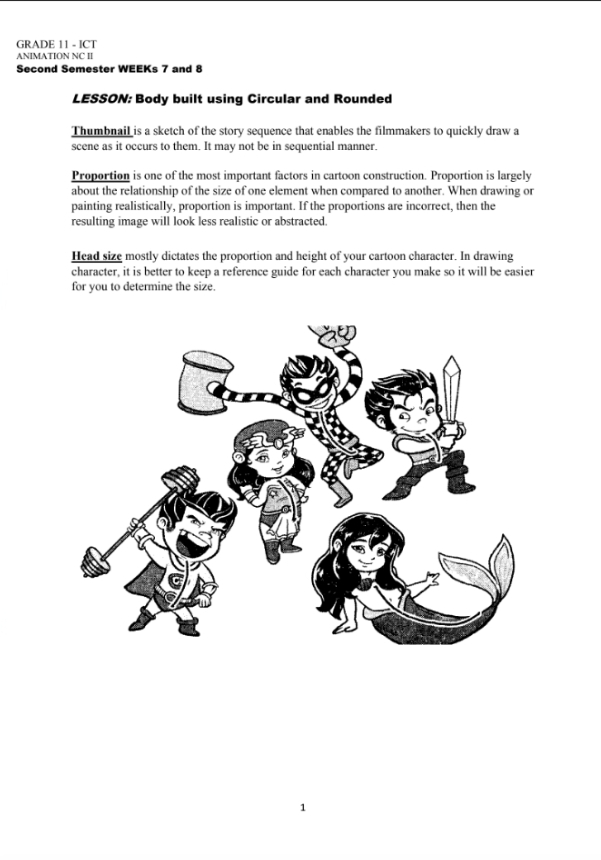 GRADE 11 - ICT
ANIMATION NC II
Second Semester WEEKs 7 and 8
LESSON: Body built using Circular and Rounded
Thumbnail is a sketch of the story sequence that enables the filmmakers to quickly draw a
scene as it occurs to them. It may not be in sequential manner.
Proportion is one of the most important factors in cartoon construction. Proportion is largely
about the relationship of the size of one element when compared to another. When drawing or
painting realistically, proportion is important. If the proportions are incorrect, then the
resulting image will look less realistic or abstracted.
Head size mostly dictates the proportion and height of your cartoon character. In drawing
character, it is better to keep a reference guide for each character you make so it will be easier
for you to determine the size.
1